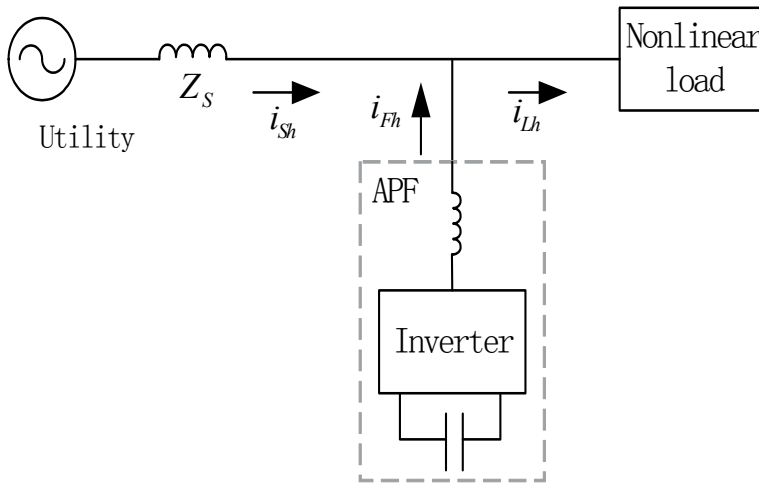 Nonlinear
load
Z_S
i_Sh
i_Fh
i_Lh
Utility
APF
Inverter